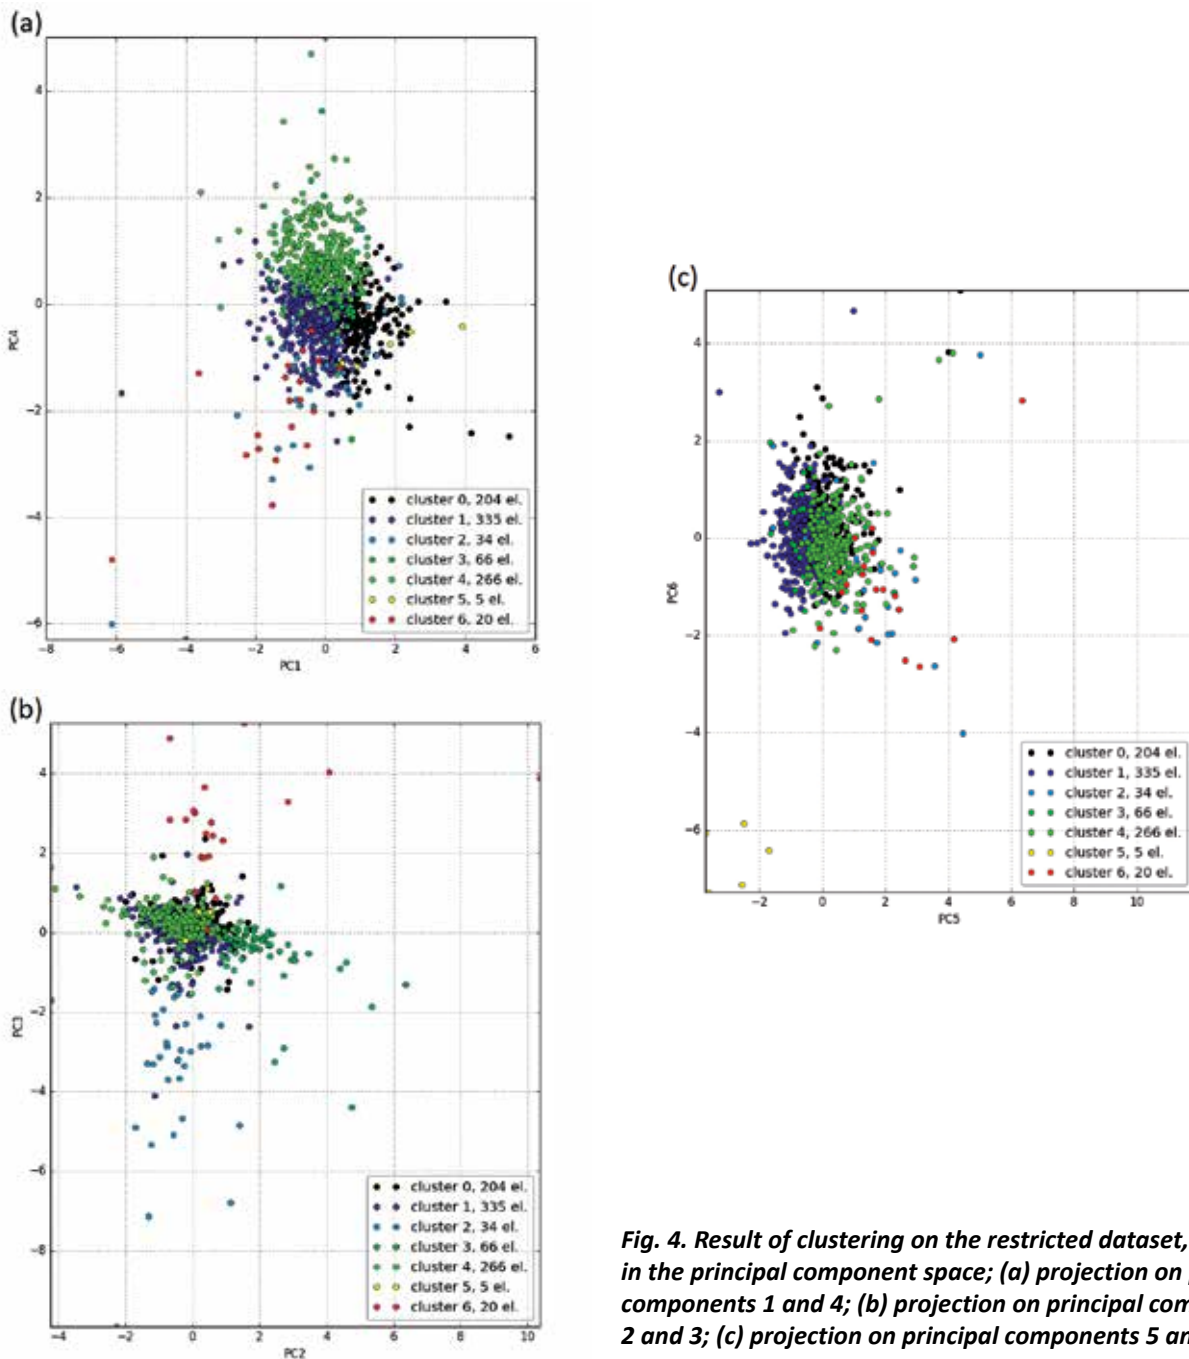 (a)
4
2
0
−2
−4
−6
PC4
−8
−6
−4
−2
0
2
4
6
PC1
cluster 0, 204 el.
cluster 1, 335 el.
cluster 2, 34 el.
cluster 3, 66 el.
cluster 4, 266 el.
cluster 5, 5 el.
cluster 6, 20 el.
(b)
4
2
0
−2
−4
−6
−8
PC3
−4
−2
0
2
4
6
8
10
PC2
cluster 0, 204 el.
cluster 1, 335 el.
cluster 2, 34 el.
cluster 3, 66 el.
cluster 4, 266 el.
cluster 5, 5 el.
cluster 6, 20 el.
(c)
4
2
0
−2
−4
−6
PC6
−2
0
2
4
6
8
10
PC5
cluster 0, 204 el.
cluster 1, 335 el.
cluster 2, 34 el.
cluster 3, 66 el.
cluster 4, 266 el.
cluster 5, 5 el.
cluster 6, 20 el.
Fig. 4. Result of clustering on the restricted dataset,
in the principal component space; (a) projection on
components 1 and 4; (b) projection on principal com
2 and 3; (c) projection on principal components 5 an